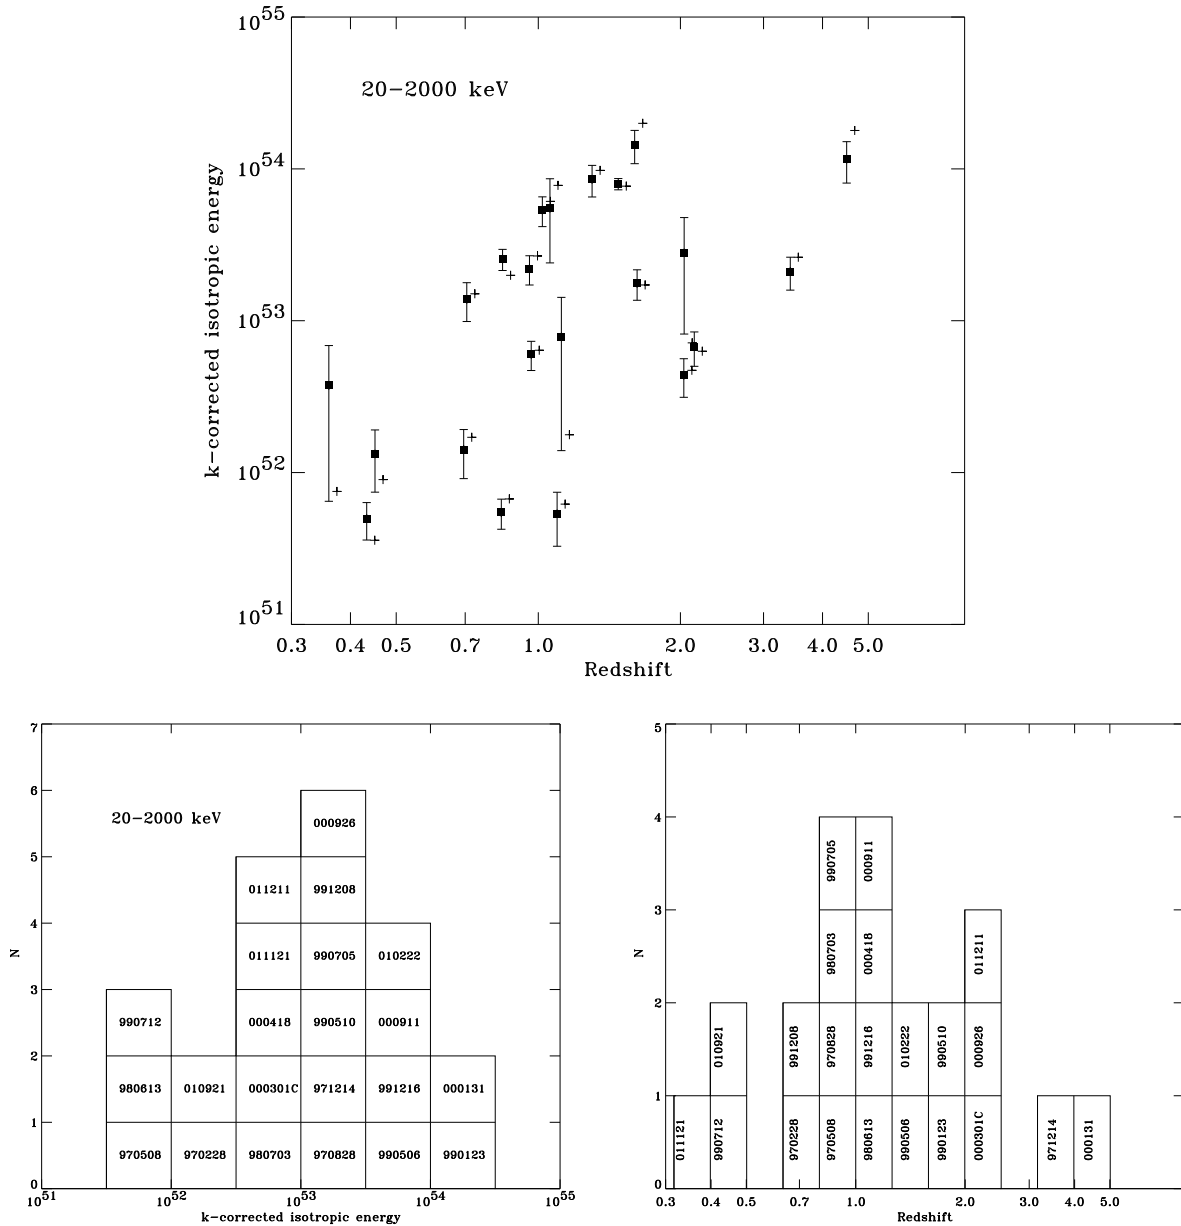 10^55
20-2000 keV
10^54
10^53
10^52
10^51
k-corrected isotropic energy
0.3 0.4 0.5 0.7 1.0 2.0 3.0 4.0 5.0
Redshift
7
6
5
4
3
2
1
0
N
20-2000 keV
000926
011211 991208
011121 990705 010222
990712 000418 990510 000911
980613 010921 000301C 971214 991216 000131
970508 970228 980703 970828 990506 990123
10^51 10^52 10^53 10^54 10^55
k-corrected isotropic energy
5
4
3
2
1
0
N
990705 000911
980703 000418 011211
010921 991208 970828 991216 010222 990510 000926
011121 990712 970228 970508 980613 990506 990123 000301C 971214 000131
0.3 0.4 0.5 0.7 1.0 2.0 3.0 4.0 5.0
Redshift